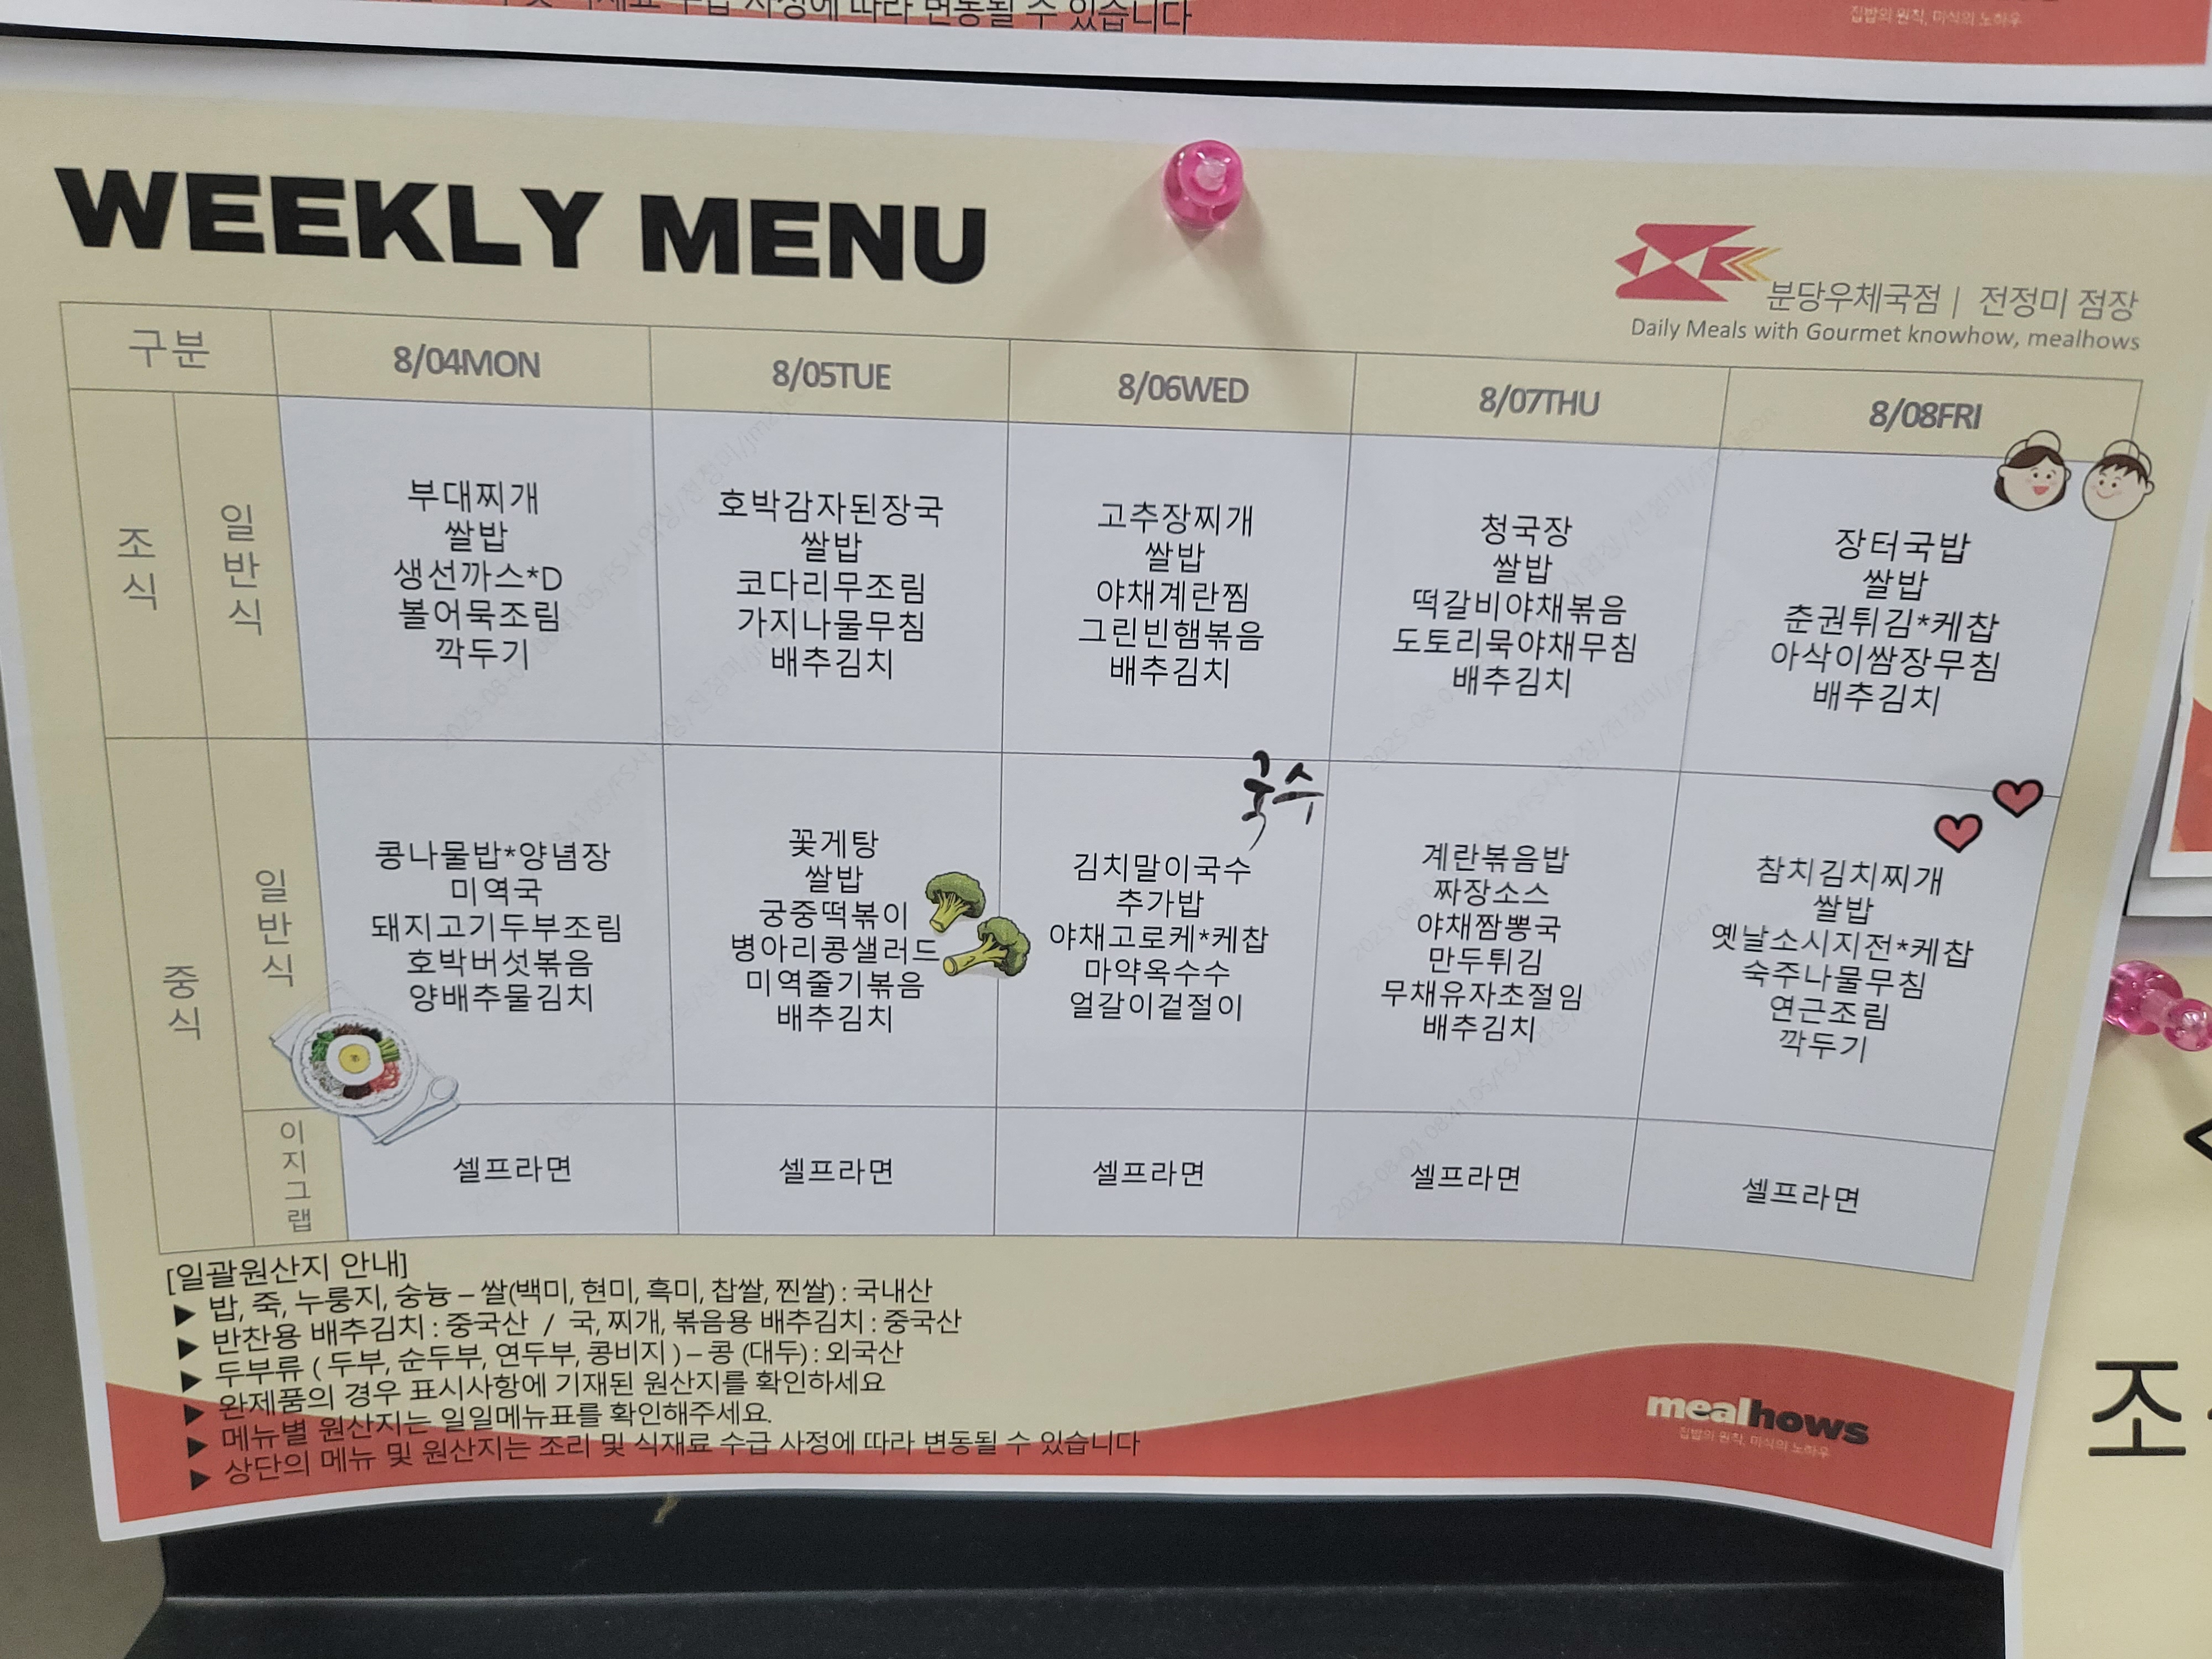 따라 변동될 수 있습니다
집밥의 원칙, 미식의 노하우
WEEKLY MENU
분당우체국점 | 전정미 점장
Daily Meals with Gourmet knowhow, mealhows
구분
8/04MON
8/05TUE
8/06WED
8/07THU
8/08FRI
조식
일반식
부대찌개
쌀밥
생선까스*D
볼어묵조림
깍두기
호박감자된장국
쌀밥
코다리무조림
가지나물무침
배추김치
고추장찌개
쌀밥
야채계란찜
그린빈햄볶음
배추김치
청국장
쌀밥
떡갈비야채볶음
도토리묵야채무침
배추김치
장터국밥
쌀밥
춘권튀김*케찹
아삭이쌈장무침
배추김치
중식
일반식
콩나물밥*양념장
미역국
돼지고기두부조림
호박버섯볶음
양배추물김치
꽃게탕
쌀밥
궁중떡볶이
병아리콩샐러드
미역줄기볶음
배추김치
국수
김치말이국수
추가밥
야채고로케*케찹
마약옥수수
얼갈이겉절이
계란볶음밥
짜장소스
야채짬뽕국
만두튀김
무채유자초절임
배추김치
참치김치찌개
쌀밥
옛날소시지전*케찹
숙주나물무침
연근조림
깍두기
이지그랩
셀프라면
셀프라면
셀프라면
셀프라면
셀프라면
[일괄원산지 안내]
▶ 밥, 죽, 누룽지, 숭늉 – 쌀(백미, 현미, 흑미, 찹쌀, 찐쌀) : 국내산
▶ 반찬용 배추김치 : 중국산 / 국, 찌개, 볶음용 배추김치 : 중국산
▶ 두부류 ( 두부, 순두부, 연두부, 콩비지 ) – 콩 (대두) : 외국산
▶ 완제품의 경우 표시사항에 기재된 원산지를 확인하세요
▶ 메뉴별 원산지는 일일메뉴표를 확인해주세요.
▶ 상단의 메뉴 및 원산지는 조리 및 식재료 수급 사정에 따라 변동될 수 있습니다
mealhows
집밥의 원칙, 미식의 노하우
조